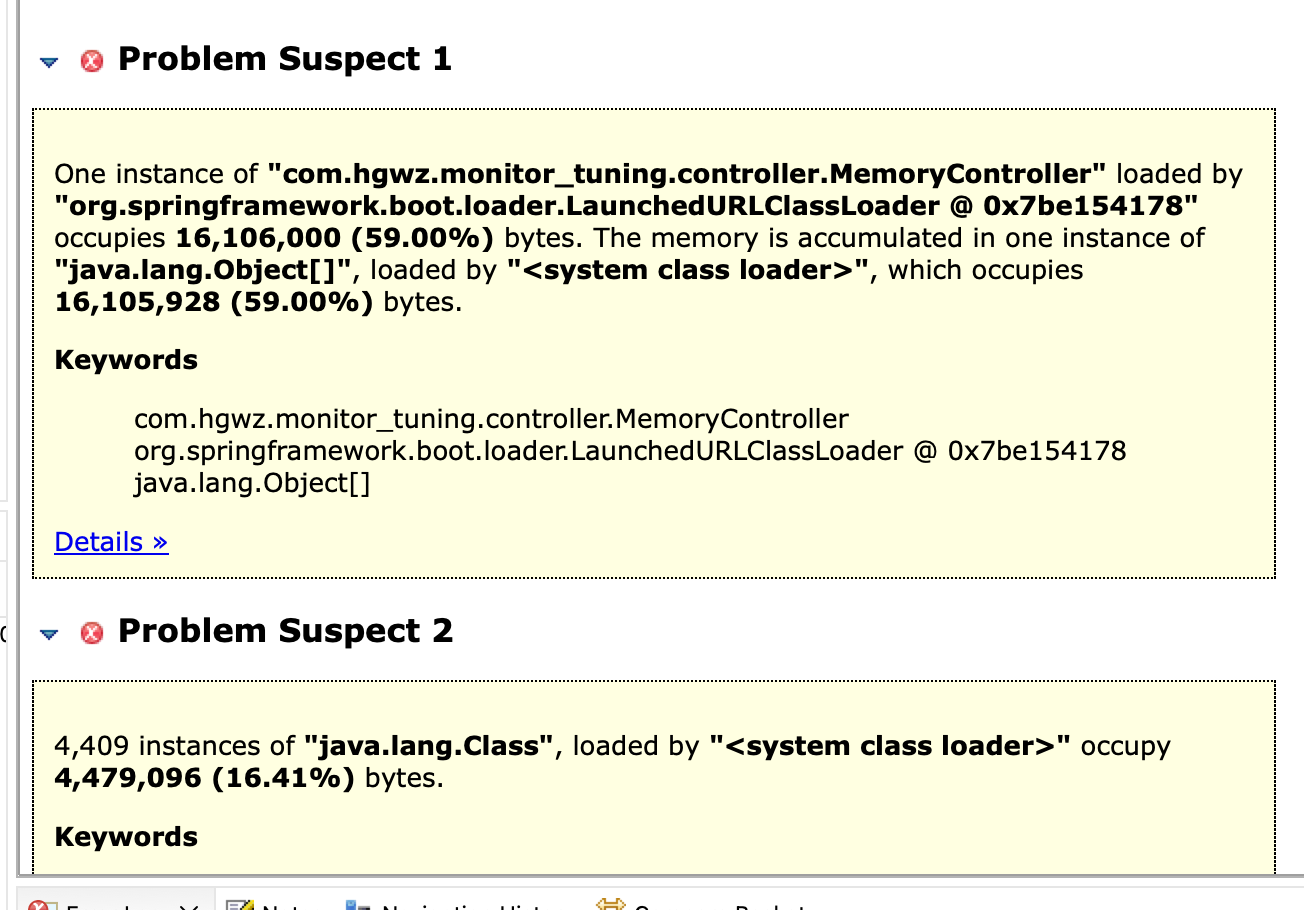 Problem Suspect 1
One instance of "com.hgwz.monitor_tuning.controller.MemoryController" loaded by
"org.springframework.boot.loader.LaunchedURLClassLoader @ 0x7be154178"
occupies 16,106,000 (59.00%) bytes. The memory is accumulated in one instance of
"java.lang.Object[]", loaded by "<system class loader>", which occupies
16,105,928 (59.00%) bytes.
Keywords
com.hgwz.monitor_tuning.controller.MemoryController
org.springframework.boot.loader.LaunchedURLClassLoader @ 0x7be154178
java.lang.Object[]
Details »
Problem Suspect 2
4,409 instances of "java.lang.Class", loaded by "<system class loader>" occupy
4,479,096 (16.41%) bytes.
Keywords